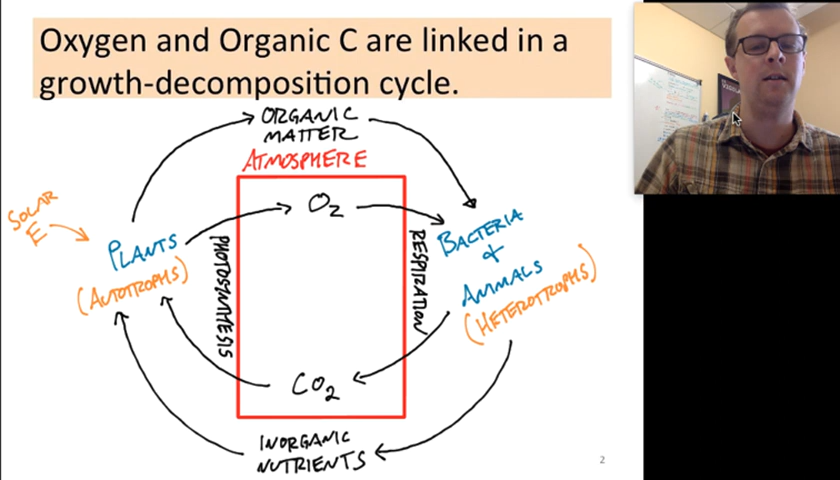 Oxygen and Organic C are linked in a
growth-decomposition cycle.
ORGANIC
MATTER
ATMOSPHERE
SOLAR
E
O2
PLANTS
(AUTOTROPHS)
PHOTOSYNTHESIS
RESPIRATION
BACTERIA
&
ANIMALS
(HETEROTROPHS)
CO2
INORGANIC
NUTRIENTS
2